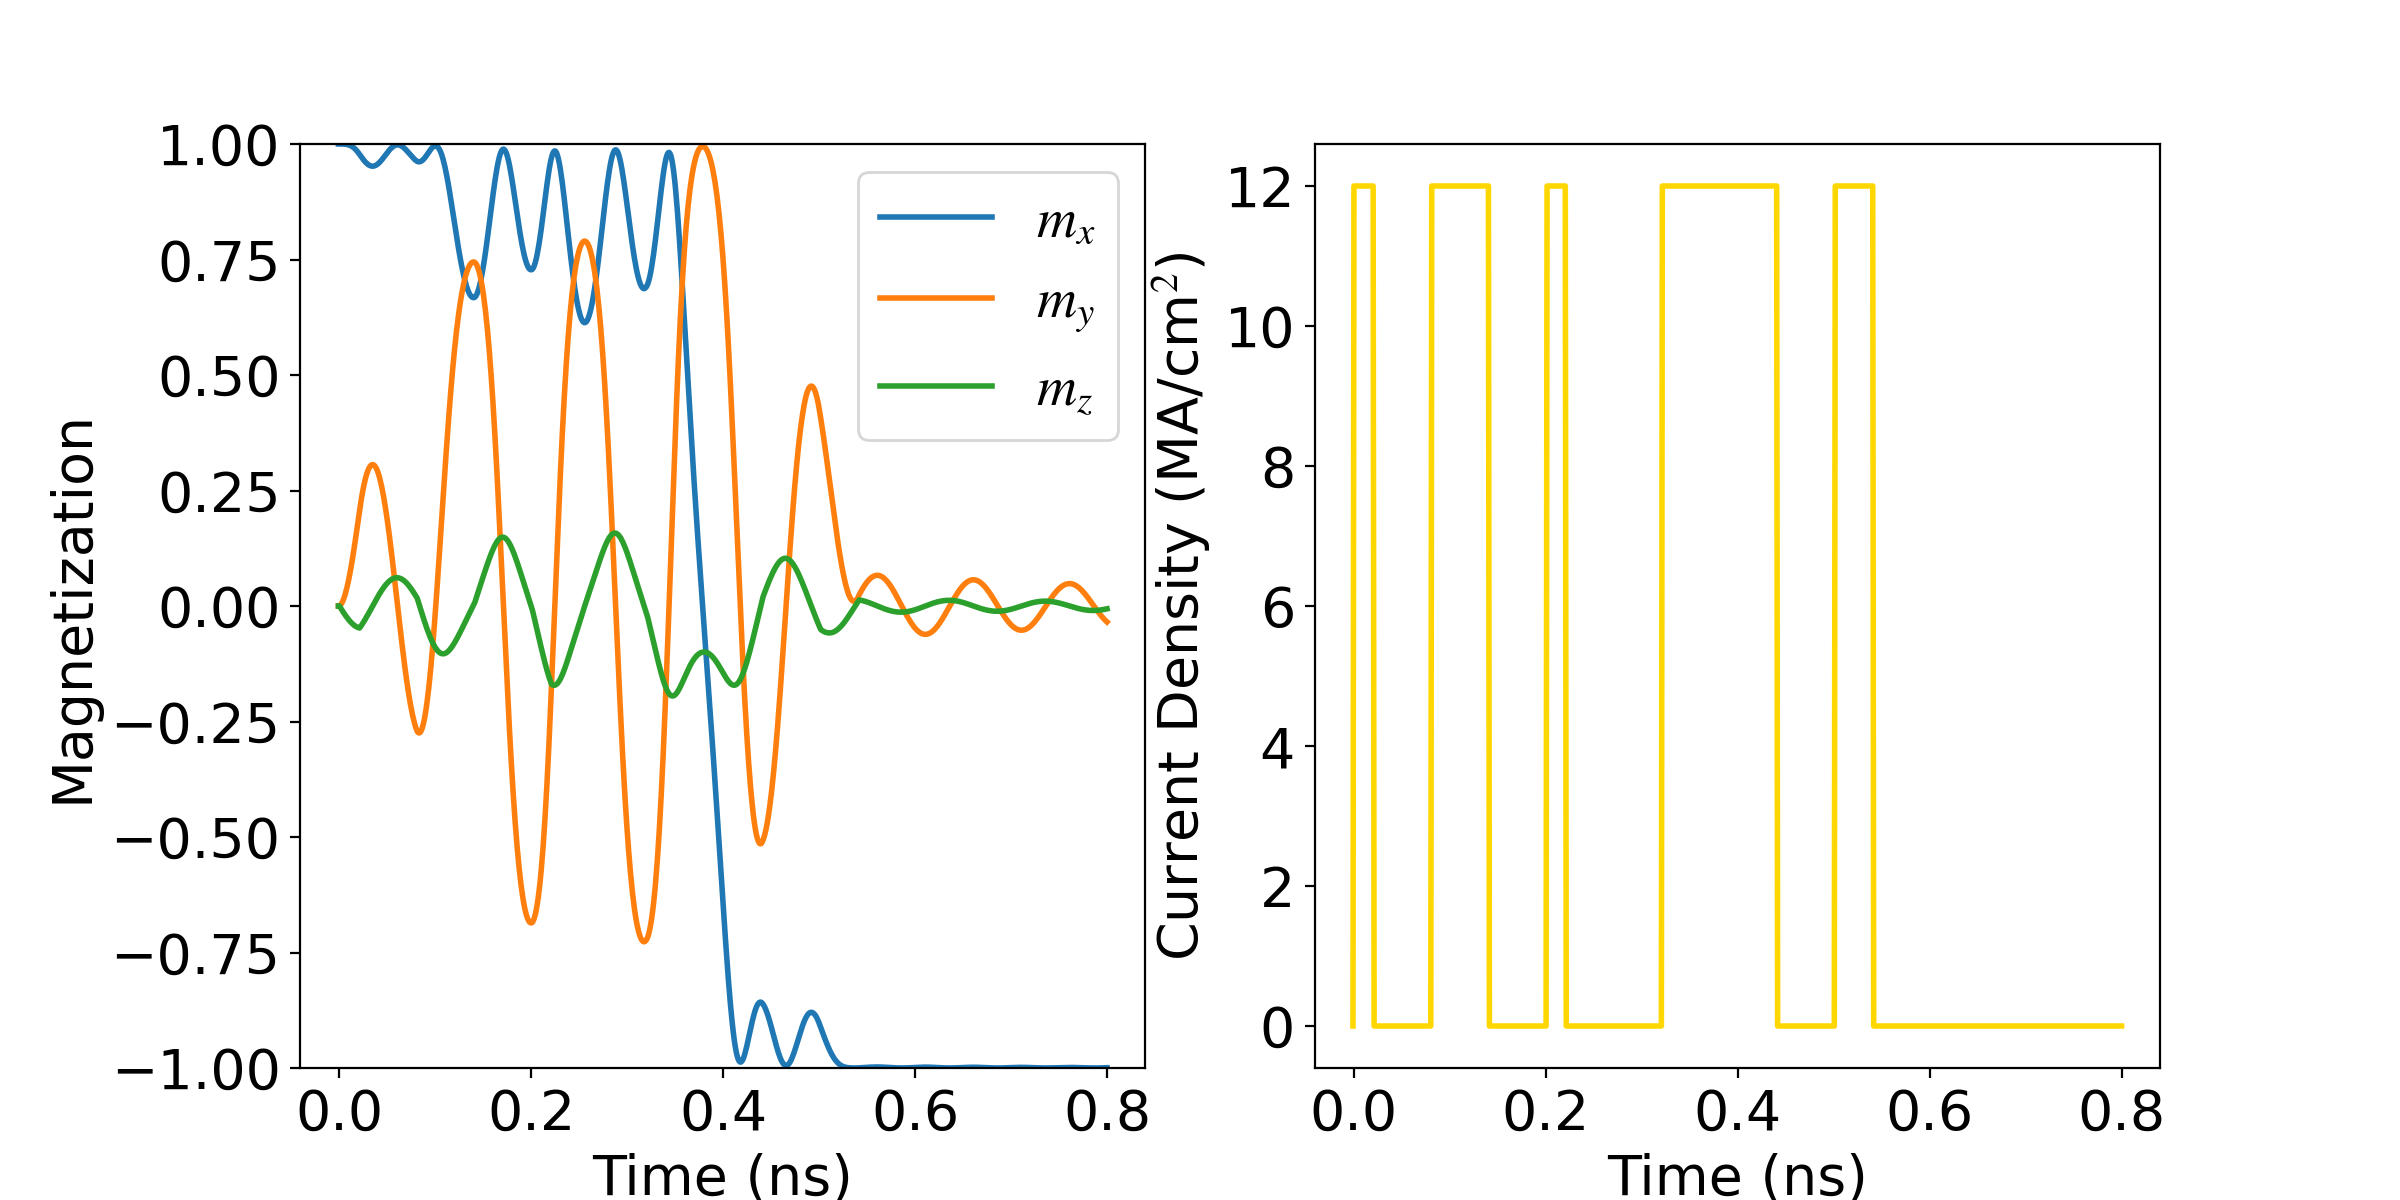 Magnetization
1.00
0.75
0.50
0.25
0.00
−0.25
−0.50
−0.75
−1.00
0.0 0.2 0.4 0.6 0.8
Time (ns)
m_x
m_y
m_z
Current Density (MA/cm²)
12
10
8
6
4
2
0
0.0 0.2 0.4 0.6 0.8
Time (ns)